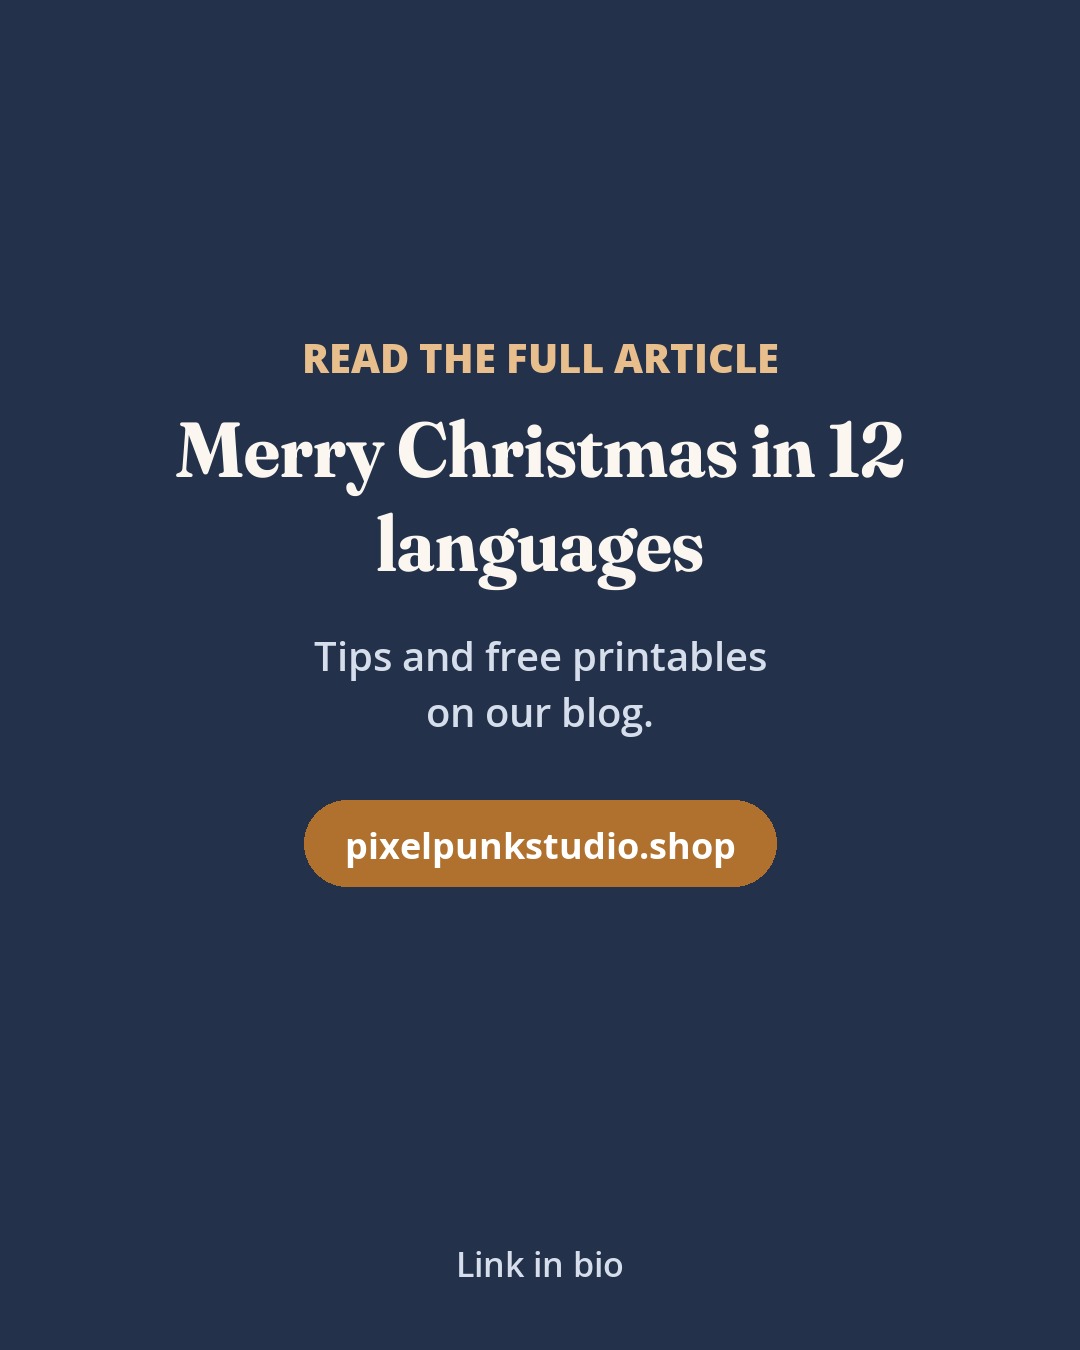 READ THE FULL ARTICLE
Merry Christmas in 12
languages
Tips and free printables
on our blog.
pixelpunkstudio.shop
Link in bio